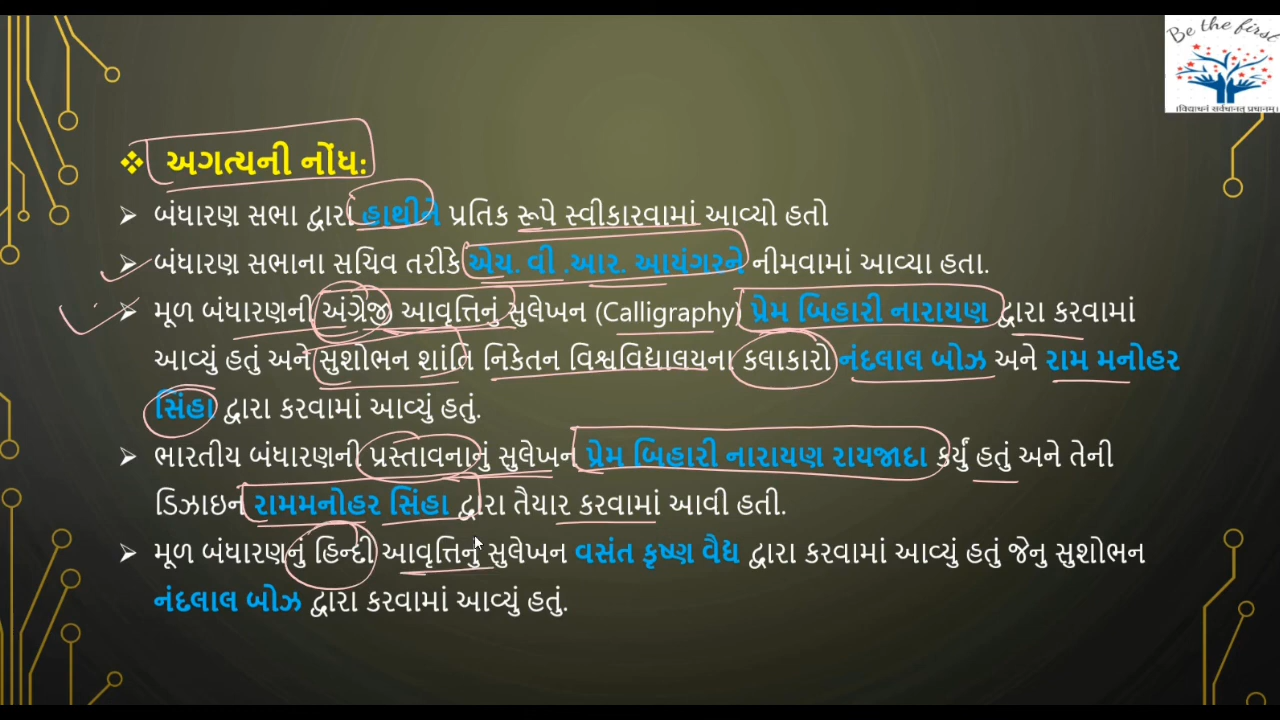 Be the first
।विद्याधनं सर्वधनात् प्रधानम्।
❖ અગત્યની નોંધ:
➢ બંધારણ સભા દ્વારા હાથીને પ્રતિક રૂપે સ્વીકારવામાં આવ્યો હતો
➢ બંધારણ સભાના સચિવ તરીકે એચ. વી .આર. આયંગરને નીમવામાં આવ્યા હતા.
➢ મૂળ બંધારણની અંગ્રેજી આવૃત્તિનું સુલેખન (Calligraphy) પ્રેમ બિહારી નારાયણ દ્વારા કરવામાં
આવ્યું હતું અને સુશોભન શાંતિ નિકેતન વિશ્વવિદ્યાલયના કલાકારો નંદલાલ બોઝ અને રામ મનોહર
સિંહા દ્વારા કરવામાં આવ્યું હતું.
➢ ભારતીય બંધારણની પ્રસ્તાવનાનું સુલેખન પ્રેમ બિહારી નારાયણ રાયજાદા કર્યું હતું અને તેની
ડિઝાઇન રામમનોહર સિંહા દ્વારા તૈયાર કરવામાં આવી હતી.
➢ મૂળ બંધારણનું હિન્દી આવૃત્તિનું સુલેખન વસંત કૃષ્ણ વૈદ્ય દ્વારા કરવામાં આવ્યું હતું જેનુ સુશોભન
નંદલાલ બોઝ દ્વારા કરવામાં આવ્યું હતું.